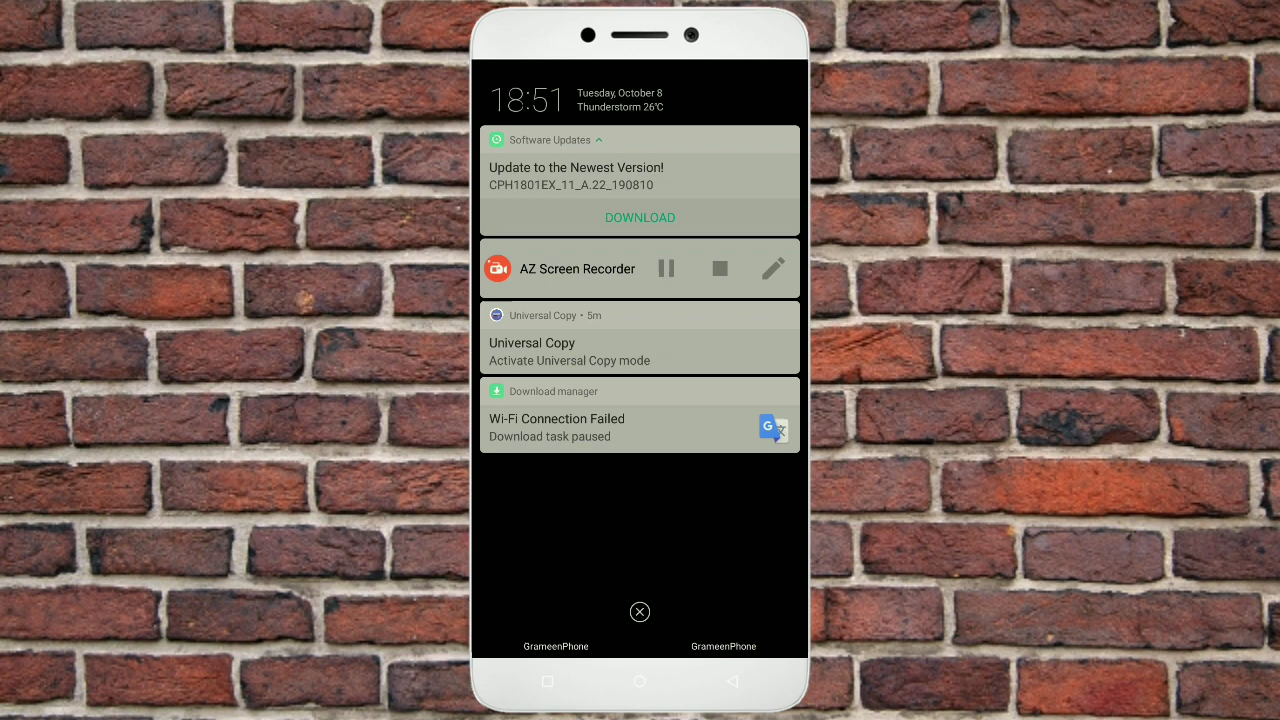 18:51
Tuesday, October 8
Thunderstorm 26℃
Software Updates
Update to the Newest Version!
CPH1801EX_11_A.22_190810
DOWNLOAD
AZ Screen Recorder
Universal Copy • 5m
Universal Copy
Activate Universal Copy mode
Download manager
Wi-Fi Connection Failed
Download task paused
G 文
GrameenPhone GrameenPhone